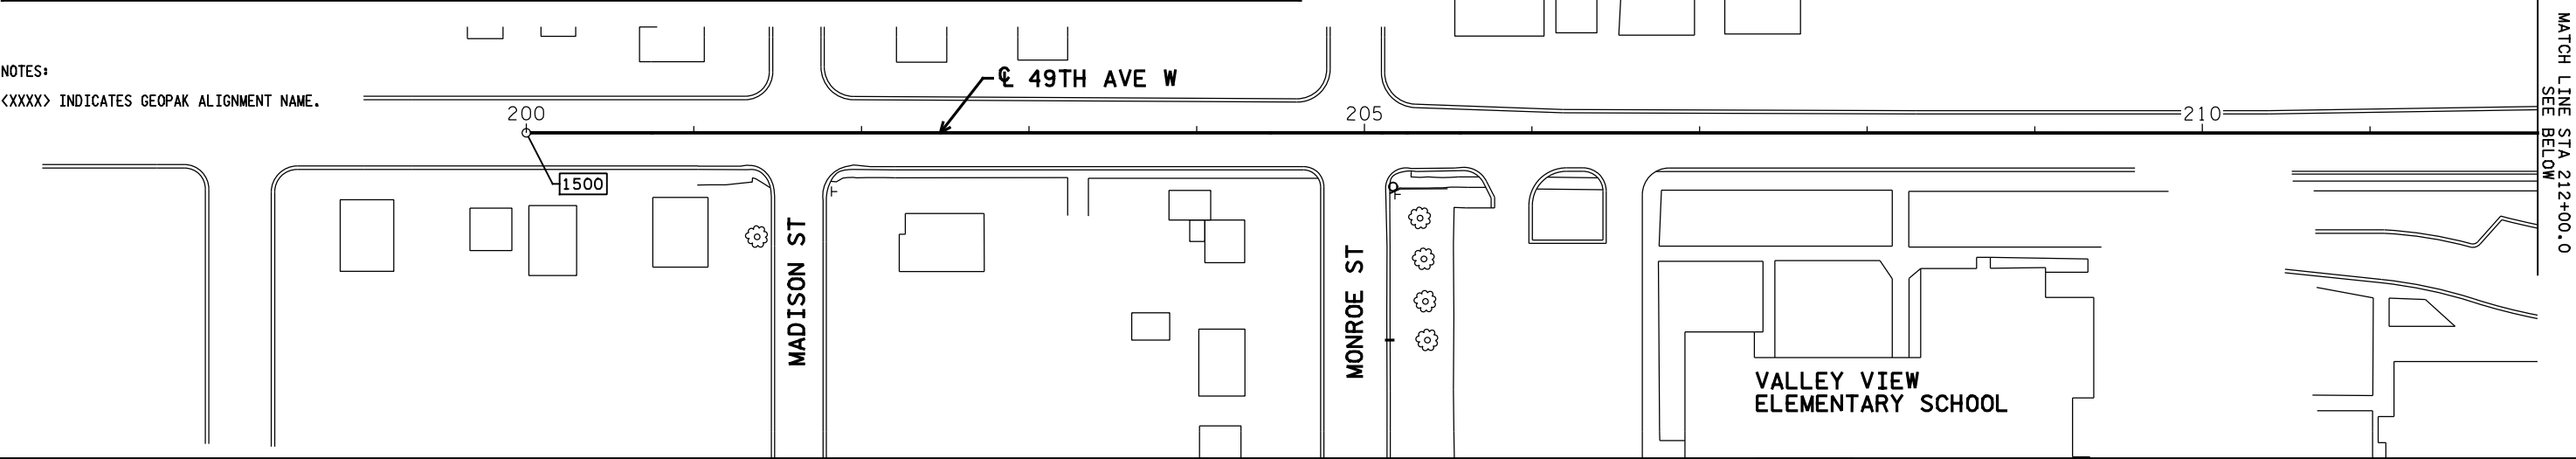 NOTES:
<XXXX> INDICATES GEOPAK ALIGNMENT NAME.
℄ 49TH AVE W
200
205
210
1500
MADISON ST
MONROE ST
VALLEY VIEW
ELEMENTARY SCHOOL
MATCH LINE STA 212+00.0
SEE BELOW